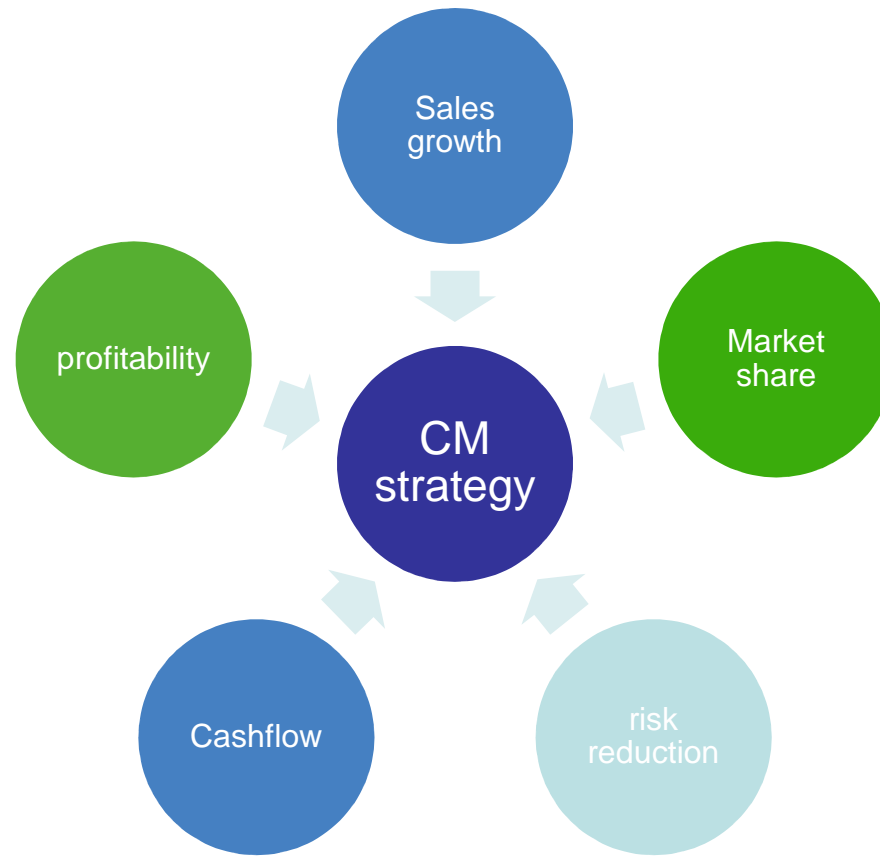 Sales
growth
profitability
Market
share
CM
strategy
Cashflow
risk
reduction